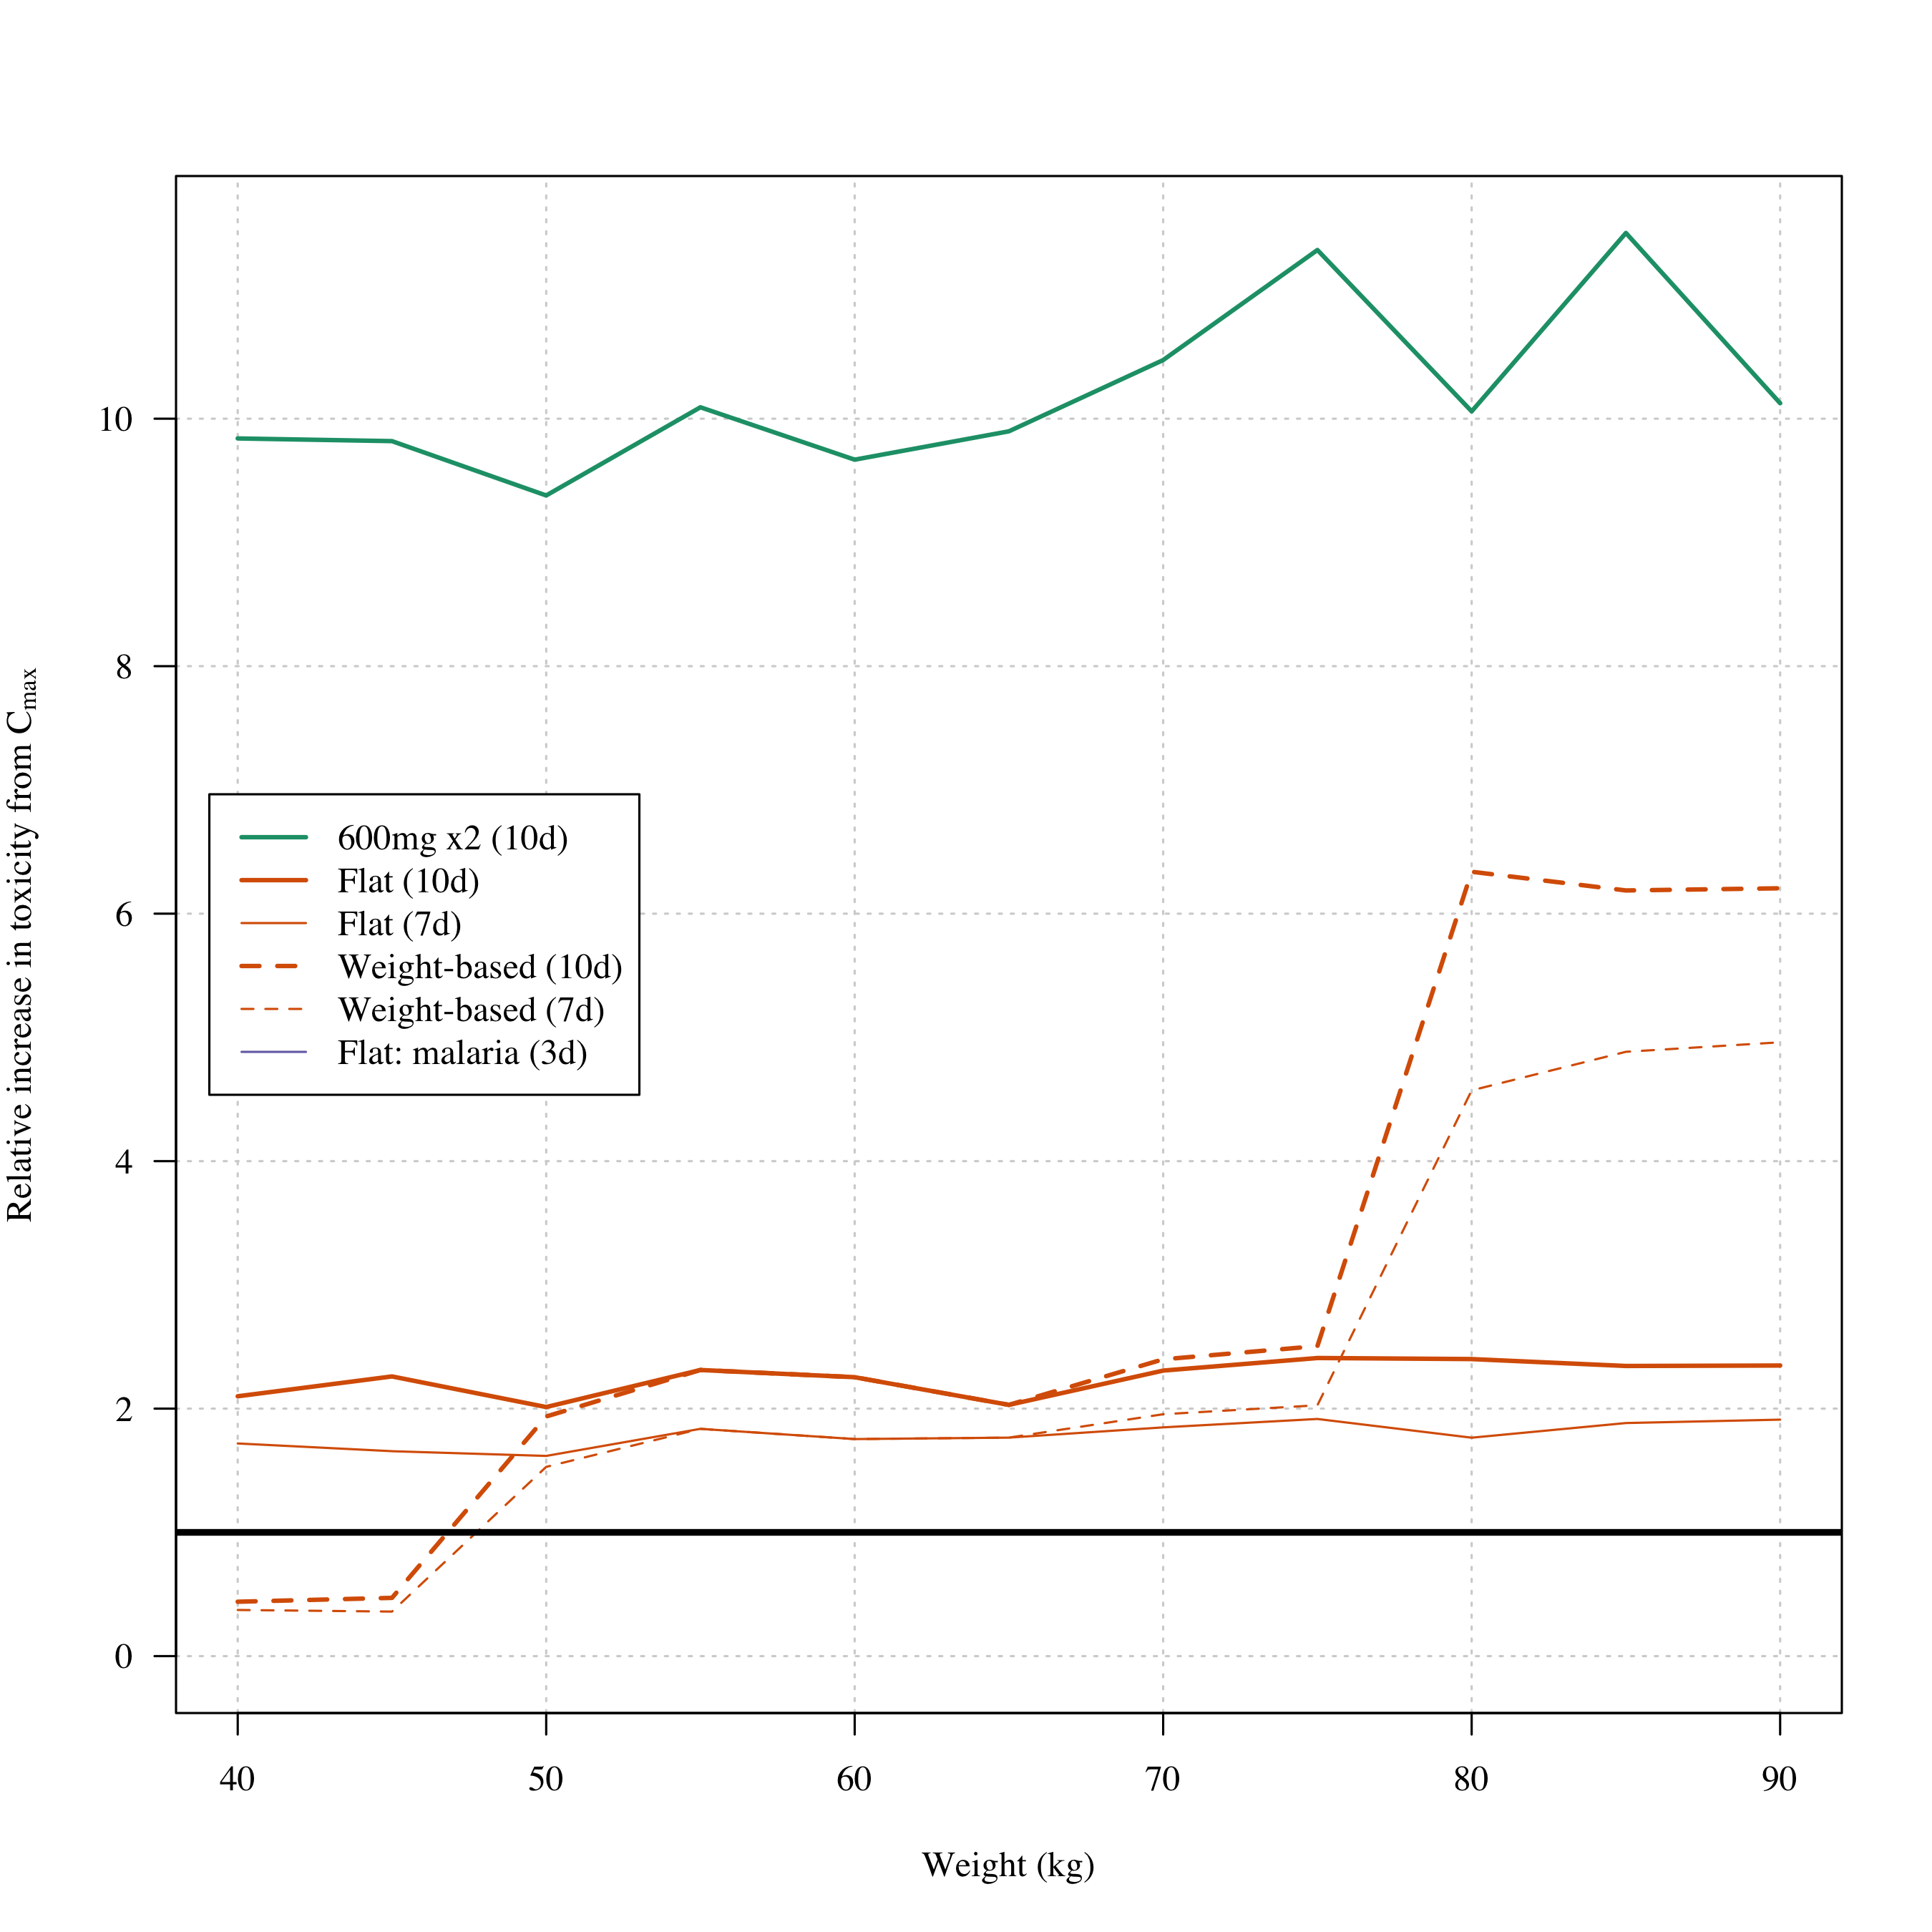 Relative increase in toxicity from Cmax
10
8
6
4
2
0
600mg x2 (10d)
Flat (10d)
Flat (7d)
Weight-based (10d)
Weight-based (7d)
Flat: malaria (3d)
40 50 60 70 80 90
Weight (kg)